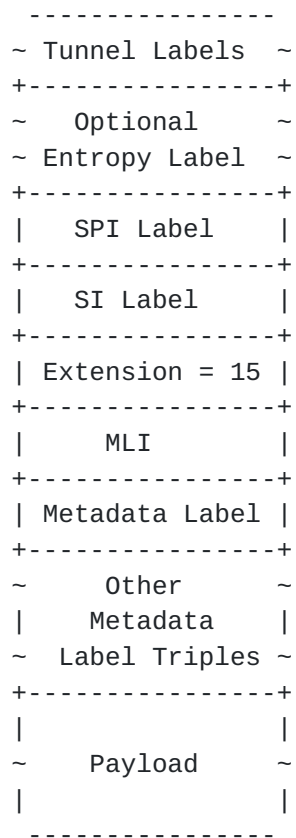 Tunnel Labels
Optional
Entropy Label
SPI Label
SI Label
Extension = 15
MLI
Metadata Label
Other
Metadata
Label Triples
Payload